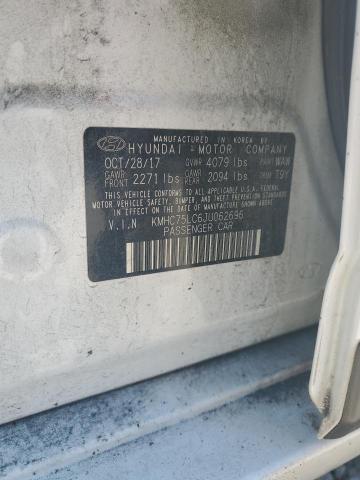 MANUFACTURED IN KOREA BY
HYUNDAI MOTOR COMPANY
OCT/28/17 GVWR 4079 lbs PAINT WAW
GAWR FRONT 2271 lbs GAWR REAR 2094 lbs TRIM T9Y
THIS VEHICLE CONFORMS TO ALL APPLICABLE U.S.A. FEDERAL
MOTOR VEHICLE SAFETY, BUMPER, AND THEFT PREVENTION STANDARDS
IN EFFECT ON THE DATE OF MANUFACTURE SHOWN ABOVE.
V.I.N KMHC75LC6JU062696
PASSENGER CAR